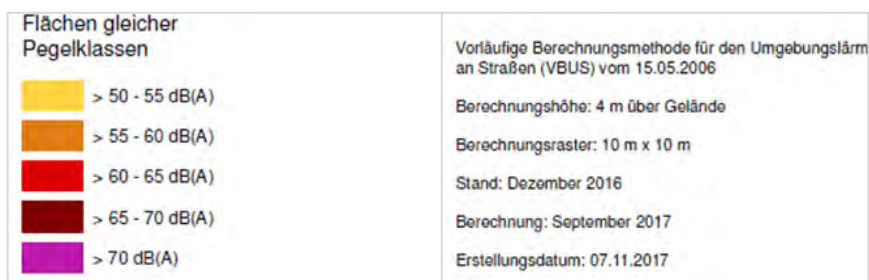 Flächen gleicher
Pegelklassen
> 50 - 55 dB(A)
> 55 - 60 dB(A)
> 60 - 65 dB(A)
> 65 - 70 dB(A)
> 70 dB(A)
Vorläufige Berechnungsmethode für den Umgebungslärm
an Straßen (VBUS) vom 15.05.2006
Berechnungshöhe: 4 m über Gelände
Berechnungsraster: 10 m x 10 m
Stand: Dezember 2016
Berechnung: September 2017
Erstellungsdatum: 07.11.2017